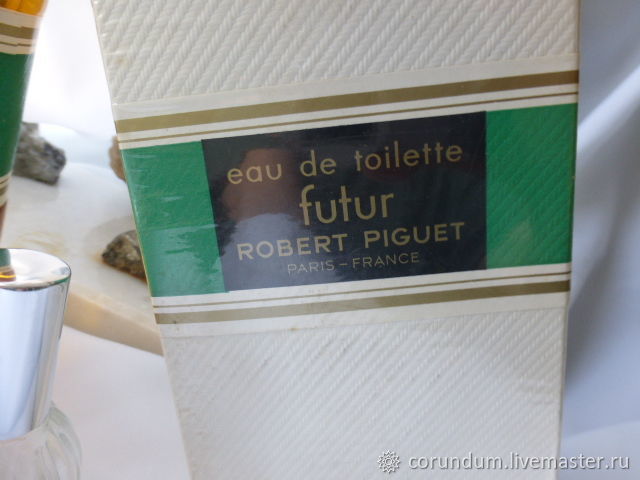 eau de toilette
futur
ROBERT PIGUET
PARIS – FRANCE
corundum.livemaster.ru